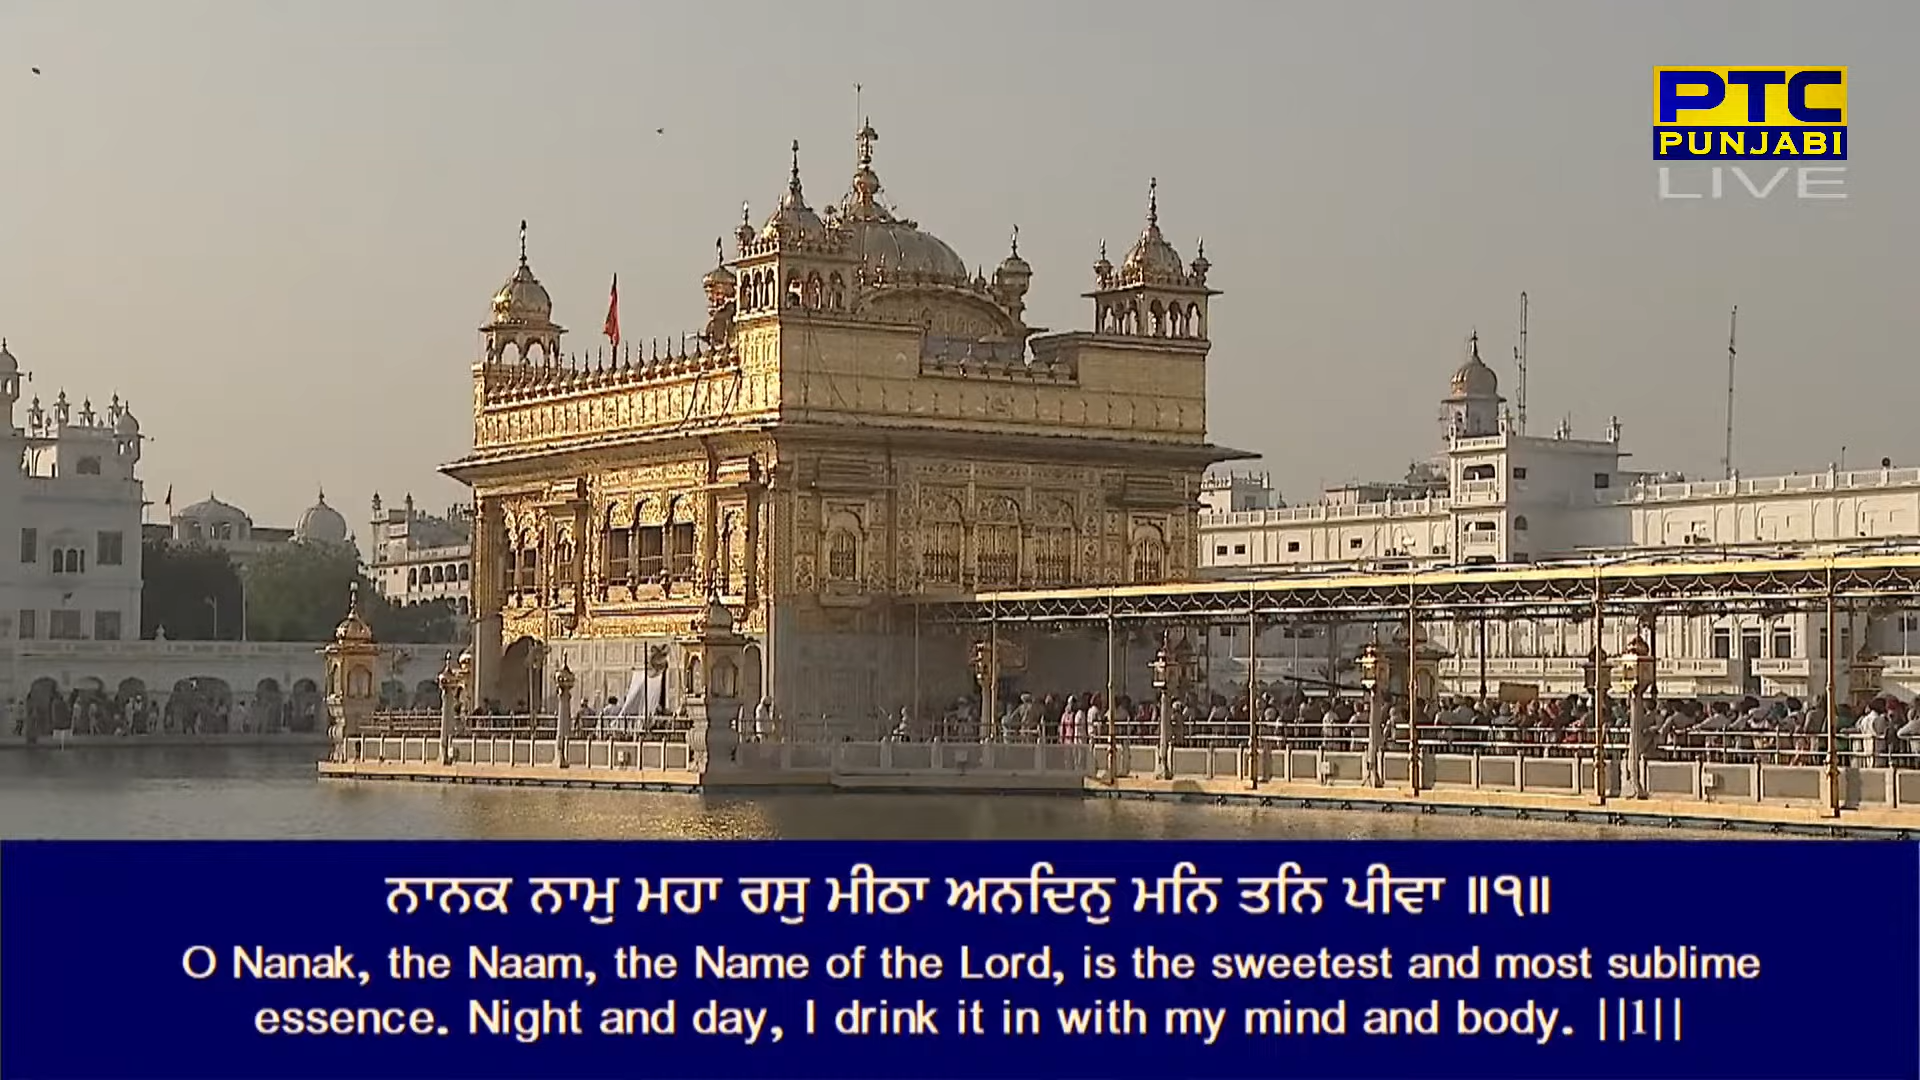 PTC
PUNJABI
LIVE
ਨਾਨਕ ਨਾਮੁ ਮਹਾ ਰਸੁ ਮੀਠਾ ਅਨਦਿਨੁ ਮਨਿ ਤਨਿ ਪੀਵਾ ॥੧॥
O Nanak, the Naam, the Name of the Lord, is the sweetest and most sublime
essence. Night and day, I drink it in with my mind and body. ||1||